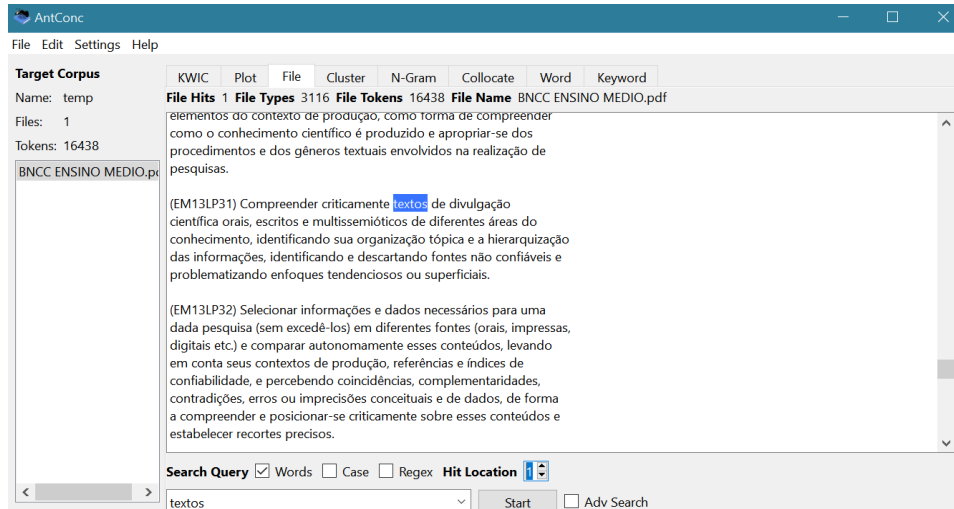 AntConc
File Edit Settings Help
Target Corpus
Name: temp
Files: 1
Tokens: 16438
BNCC ENSINO MEDIO.pd
KWIC Plot File Cluster N-Gram Collocate Word Keyword
File Hits 1 File Types 3116 File Tokens 16438 File Name BNCC ENSINO MEDIO.pdf
elementos do contexto de produção, como forma de compreender
como o conhecimento científico é produzido e apropriar-se dos
procedimentos e dos gêneros textuais envolvidos na realização de
pesquisas.
(EM13LP31) Compreender criticamente textos de divulgação
científica orais, escritos e multissemióticos de diferentes áreas do
conhecimento, identificando sua organização tópica e a hierarquização
das informações, identificando e descartando fontes não confiáveis e
problematizando enfoques tendenciosos ou superficiais.
(EM13LP32) Selecionar informações e dados necessários para uma
dada pesquisa (sem excedê-los) em diferentes fontes (orais, impressas,
digitais etc.) e comparar autonomamente esses conteúdos, levando
em conta seus contextos de produção, referências e índices de
confiabilidade, e percebendo coincidências, complementaridades,
contradições, erros ou imprecisões conceituais e de dados, de forma
a compreender e posicionar-se criticamente sobre esses conteúdos e
estabelecer recortes precisos.
Search Query Words Case Regex Hit Location 1
textos Start Adv Search